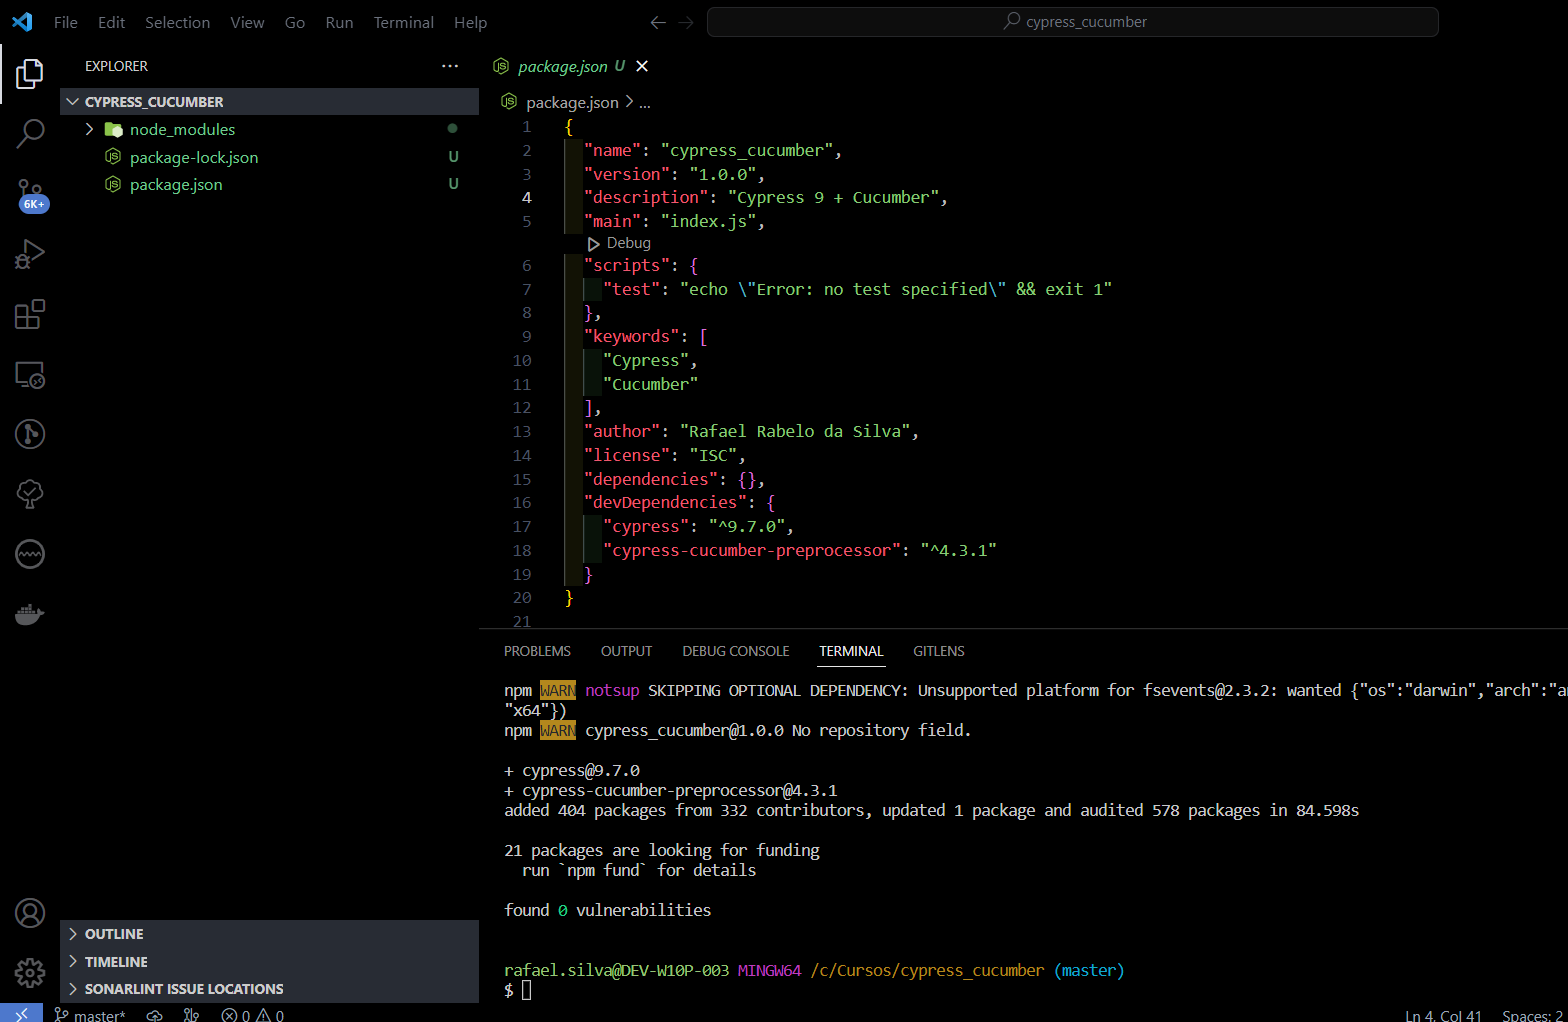 File Edit Selection View Go Run Terminal Help
cypress_cucumber
EXPLORER
CYPRESS_CUCUMBER
node_modules
package-lock.json U
package.json U
6K+
OUTLINE
TIMELINE
SONARLINT ISSUE LOCATIONS
package.json U
package.json > ...
1 {
2 "name": "cypress_cucumber",
3 "version": "1.0.0",
4 "description": "Cypress 9 + Cucumber",
5 "main": "index.js",
Debug
6 "scripts": {
7 "test": "echo \"Error: no test specified\" && exit 1"
8 },
9 "keywords": [
10 "Cypress",
11 "Cucumber"
12 ],
13 "author": "Rafael Rabelo da Silva",
14 "license": "ISC",
15 "dependencies": {},
16 "devDependencies": {
17 "cypress": "^9.7.0",
18 "cypress-cucumber-preprocessor": "^4.3.1"
19 }
20 }
21
PROBLEMS OUTPUT DEBUG CONSOLE TERMINAL GITLENS
npm WARN notsup SKIPPING OPTIONAL DEPENDENCY: Unsupported platform for fsevents@2.3.2: wanted {"os":"darwin","arch":"a
"x64"})
npm WARN cypress_cucumber@1.0.0 No repository field.
+ cypress@9.7.0
+ cypress-cucumber-preprocessor@4.3.1
added 404 packages from 332 contributors, updated 1 package and audited 578 packages in 84.598s
21 packages are looking for funding
run `npm fund` for details
found 0 vulnerabilities
rafael.silva@DEV-W10P-003 MINGW64 /c/Cursos/cypress_cucumber (master)
$
master* 0 0 Ln 4, Col 41 Spaces: 2